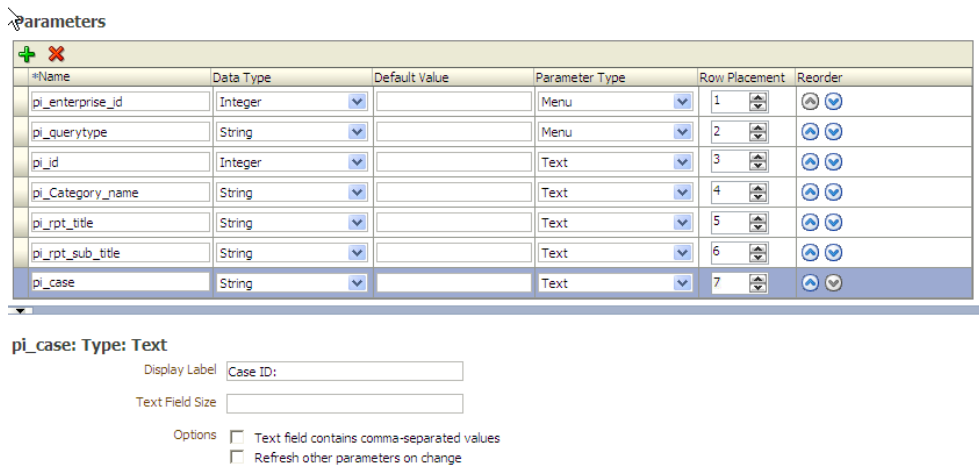 Parameters
*Name Data Type Default Value Parameter Type Row Placement Reorder
pi_enterprise_id Integer Menu 1
pi_querytype String Menu 2
pi_id Integer Text 3
pi_Category_name String Text 4
pi_rpt_title String Text 5
pi_rpt_sub_title String Text 6
pi_case String Text 7
pi_case: Type: Text
Display Label Case ID:
Text Field Size
Options Text field contains comma-separated values
Refresh other parameters on change